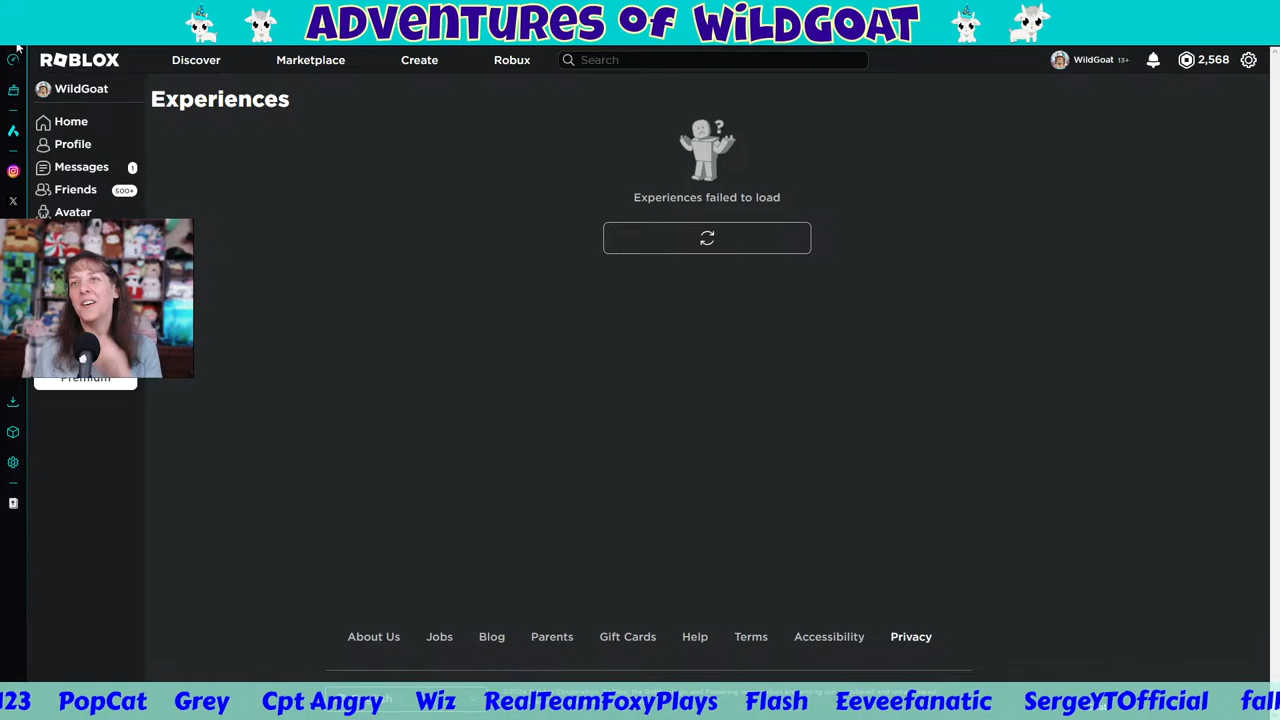 ADVENTURES OF WILDGOAT
ROBLOX Discover Marketplace Create Robux Search WildGoat 13+ 2,568
WildGoat
Experiences
Home
Profile
Messages 1
Friends 500+
Avatar
Premium
Experiences failed to load
About Us Jobs Blog Parents Gift Cards Help Terms Accessibility Privacy
123 PopCat Grey Cpt Angry Wiz RealTeamFoxyPlays Flash Eeveefanatic SergeYTOfficial fall